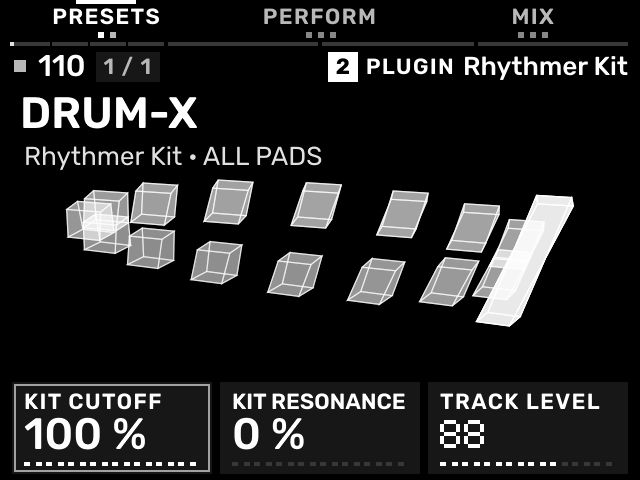 PRESETS PERFORM MIX
110 1 / 1 2 PLUGIN Rhythmer Kit
DRUM-X
Rhythmer Kit • ALL PADS
KIT CUTOFF KIT RESONANCE TRACK LEVEL
100 % 0 % 88